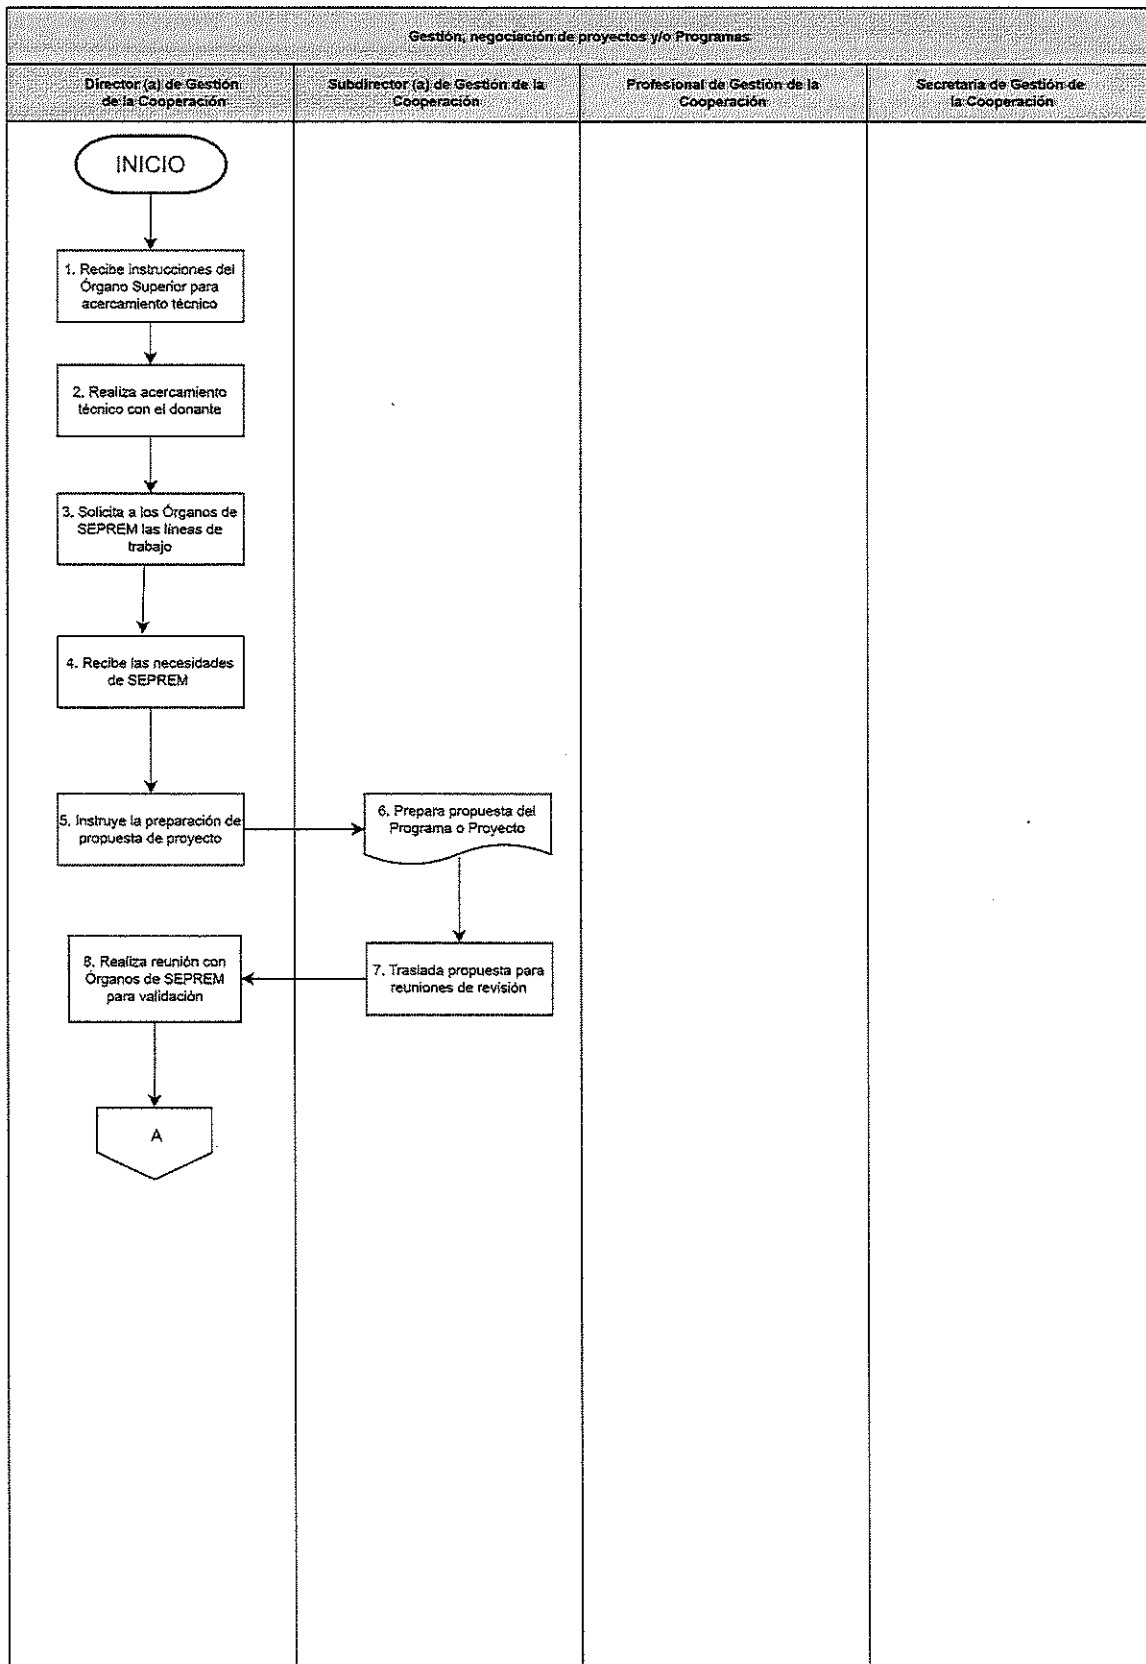 Gestión, negociación de proyectos y/o Programas
Director (a) de Gestión
de la Cooperación
Subdirector (a) de Gestión de la
Cooperación
Profesional de Gestión de la
Cooperación
Secretaria de Gestión de
la Cooperación
INICIO
1. Recibe instrucciones del
Órgano Superior para
acercamiento técnico
2. Realiza acercamiento
técnico con el donante
3. Solicita a los Órganos de
SEPREM las líneas de
trabajo
4. Recibe las necesidades
de SEPREM
5. Instruye la preparación de
propuesta de proyecto
6. Prepara propuesta del
Programa o Proyecto
7. Traslada propuesta para
reuniones de revisión
8. Realiza reunión con
Órganos de SEPREM
para validación
A